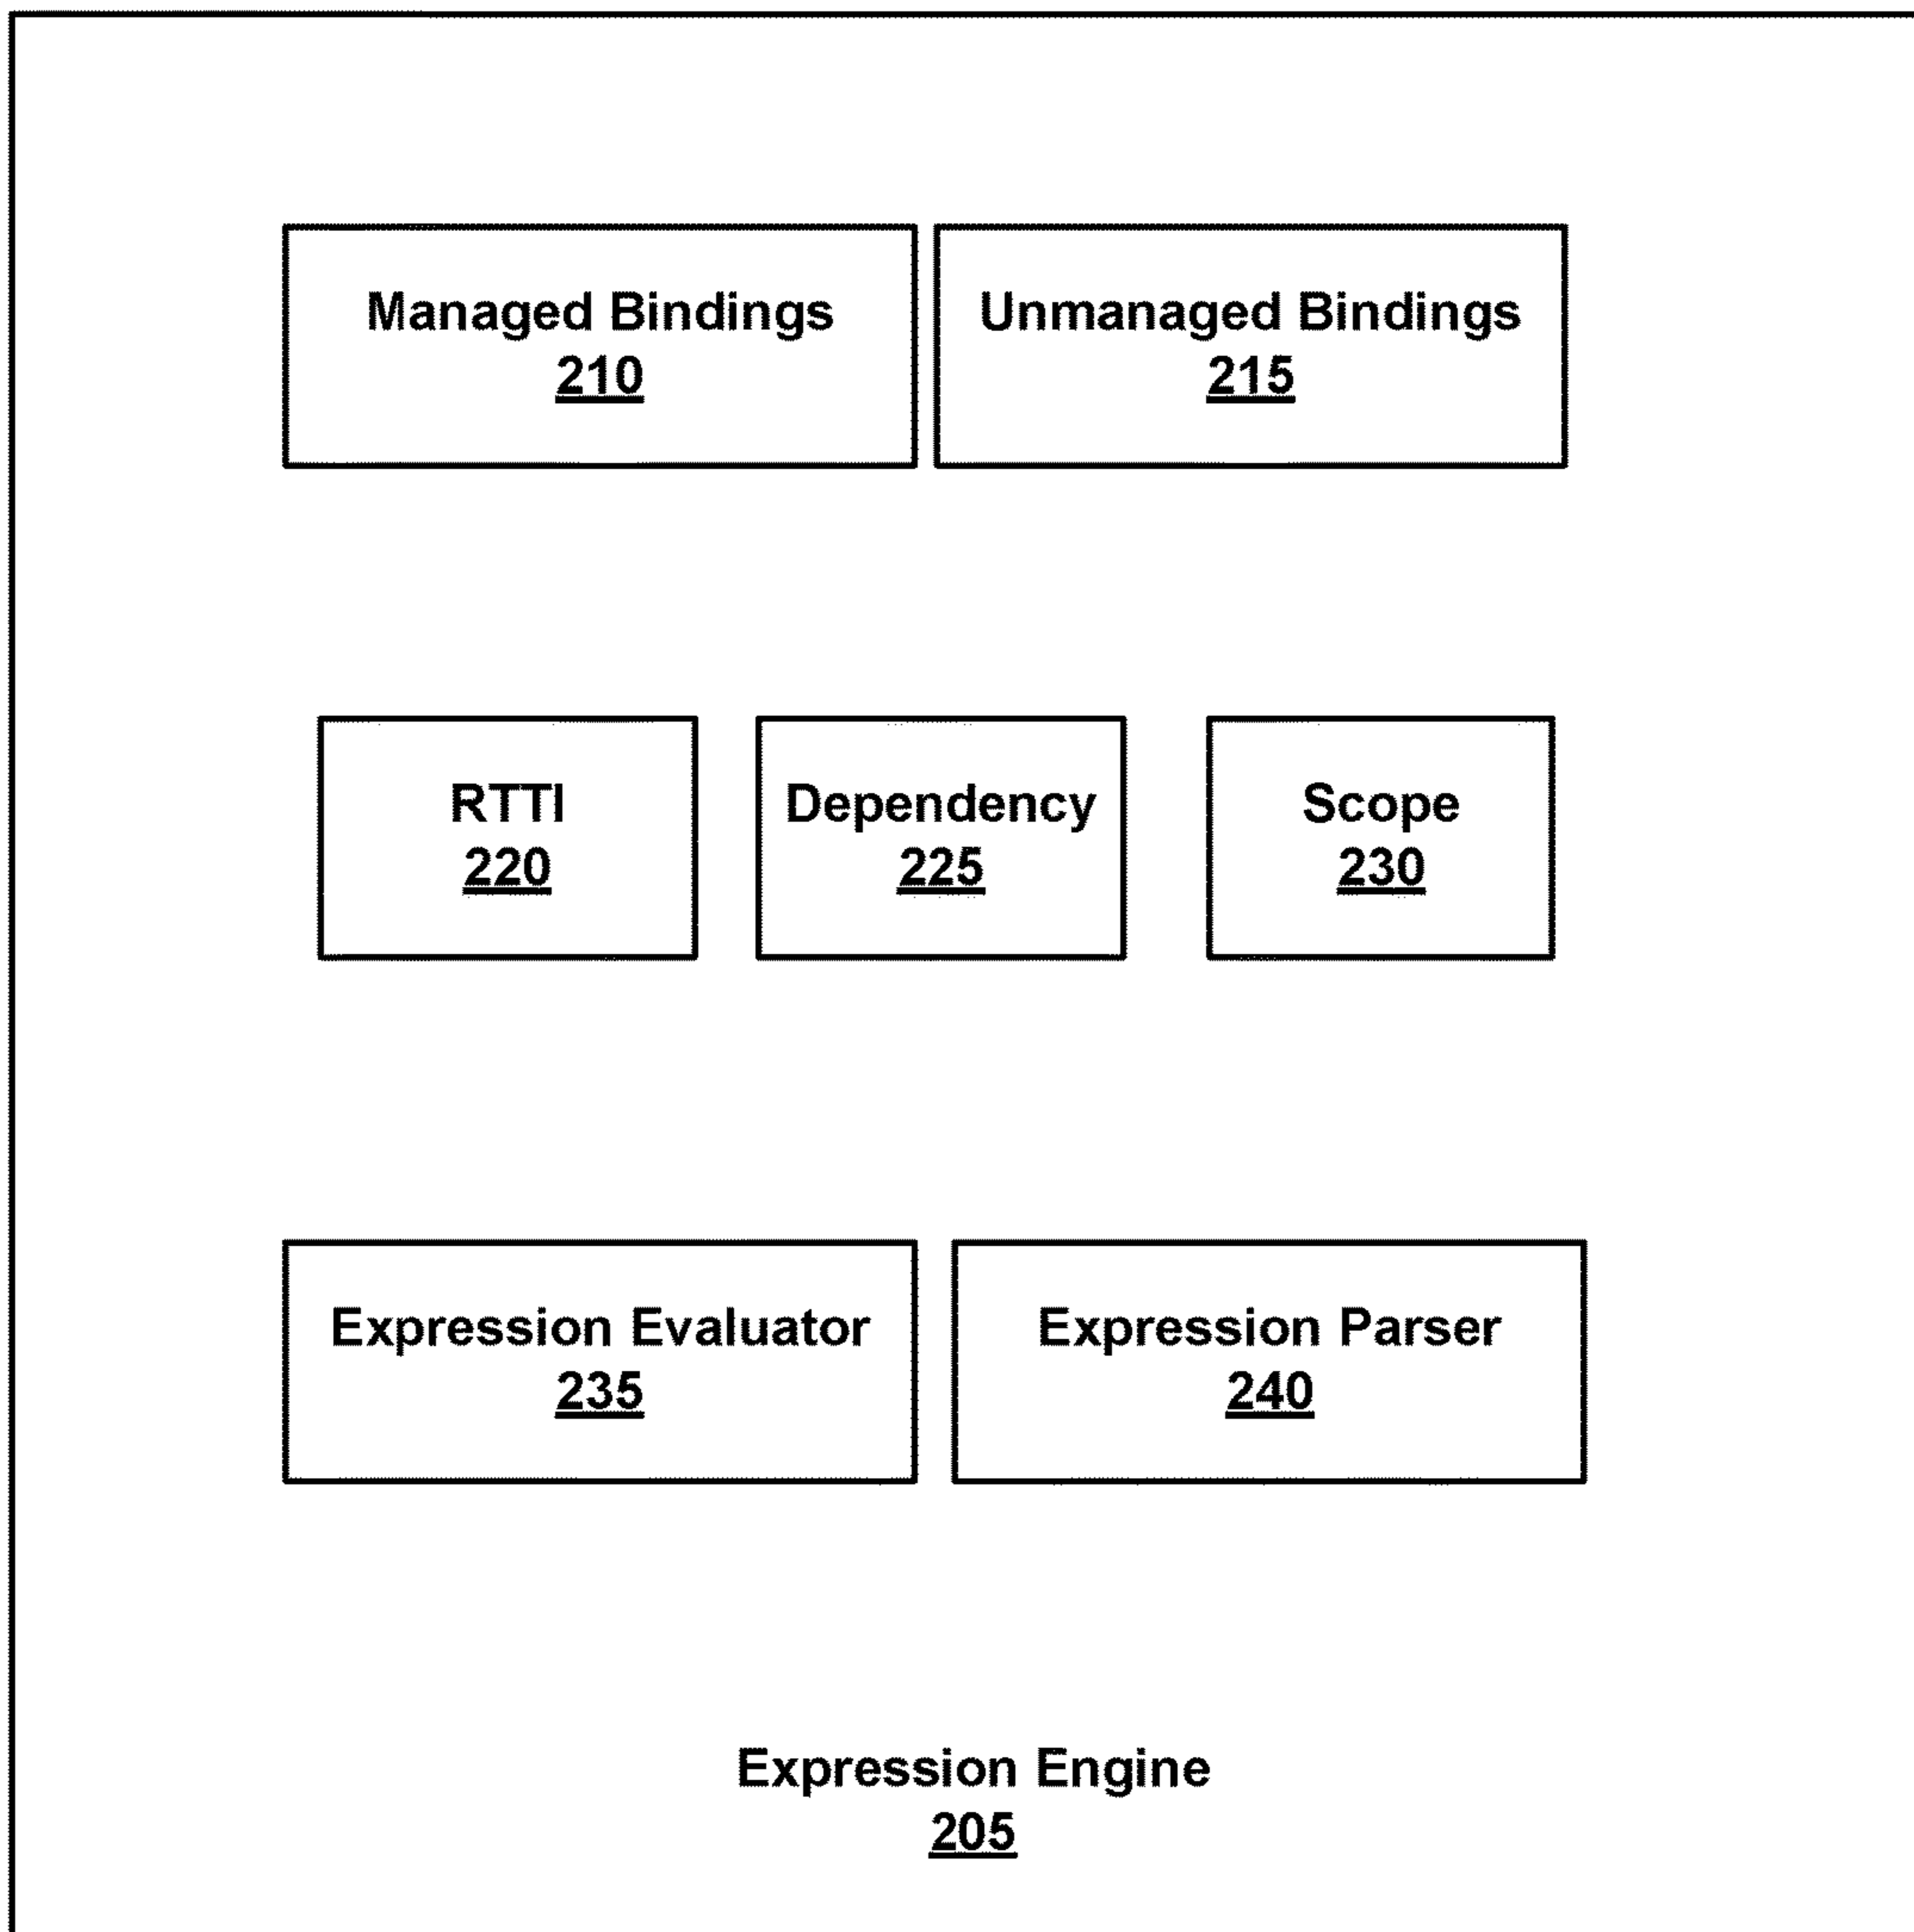 Managed Bindings Unmanaged Bindings
210 215
RTTI Dependency Scope
220 225 230
Expression Evaluator Expression Parser
235 240
Expression Engine
205